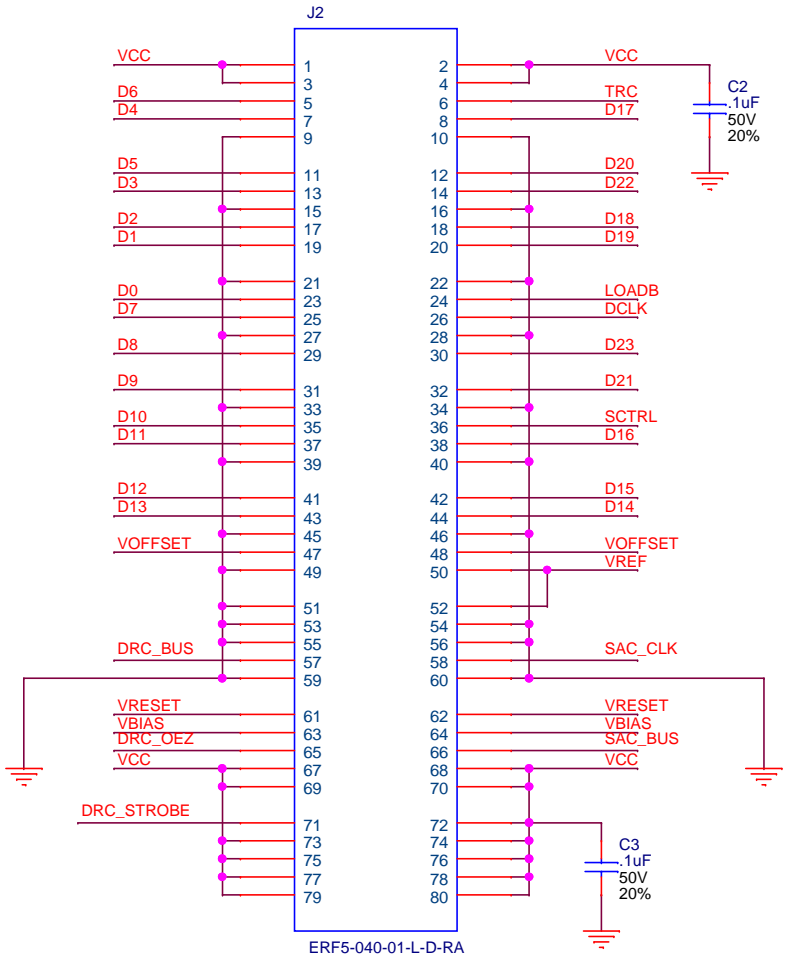 J2
VCC 1 2 VCC
3 4
D6 5 6 TRC
D4 7 8 D17
9 10
D5 11 12 D20
D3 13 14 D22
15 16
D2 17 18 D18
D1 19 20 D19
21 22
D0 23 24 LOADB
D7 25 26 DCLK
27 28
D8 29 30 D23
D9 31 32 D21
33 34
D10 35 36 SCTRL
D11 37 38 D16
39 40
D12 41 42 D15
D13 43 44 D14
45 46
VOFFSET 47 48 VOFFSET
49 50 VREF
51 52
53 54
55 56
DRC_BUS 57 58 SAC_CLK
59 60
VRESET 61 62 VRESET
VBIAS 63 64 VBIAS
DRC_OEZ 65 66 SAC_BUS
VCC 67 68 VCC
69 70
DRC_STROBE 71 72
73 74
75 76
77 78
79 80
ERF5-040-01-L-D-RA
C2
.1uF
50V
20%
C3
.1uF
50V
20%